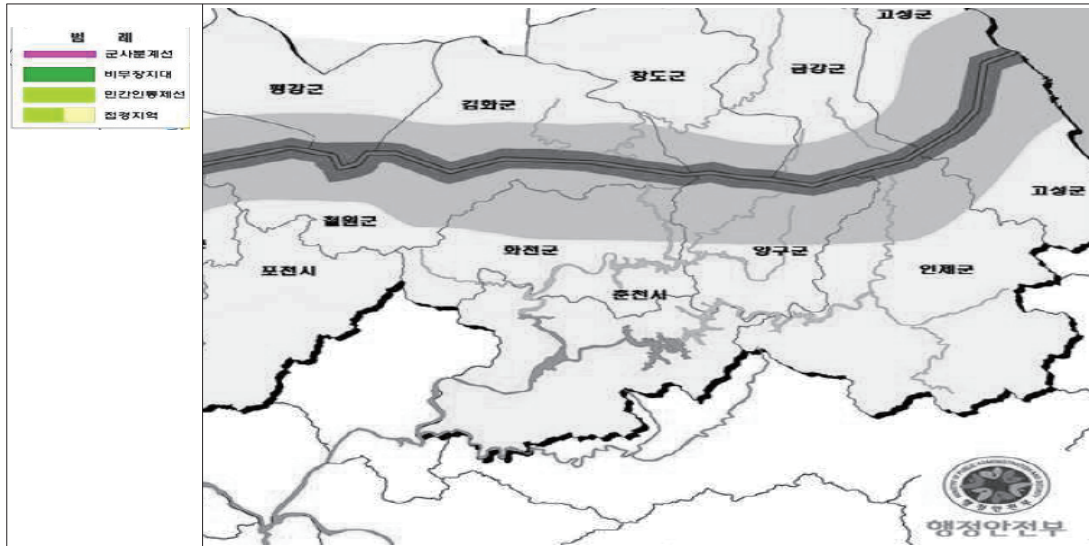 범 례
군사분계선
비무장지대
민간인통제선
접경지역
고성군
평강군
김화군
창도군
금강군
고성군
철원군
화천군
양구군
인제군
포천시
춘천시
행정안전부